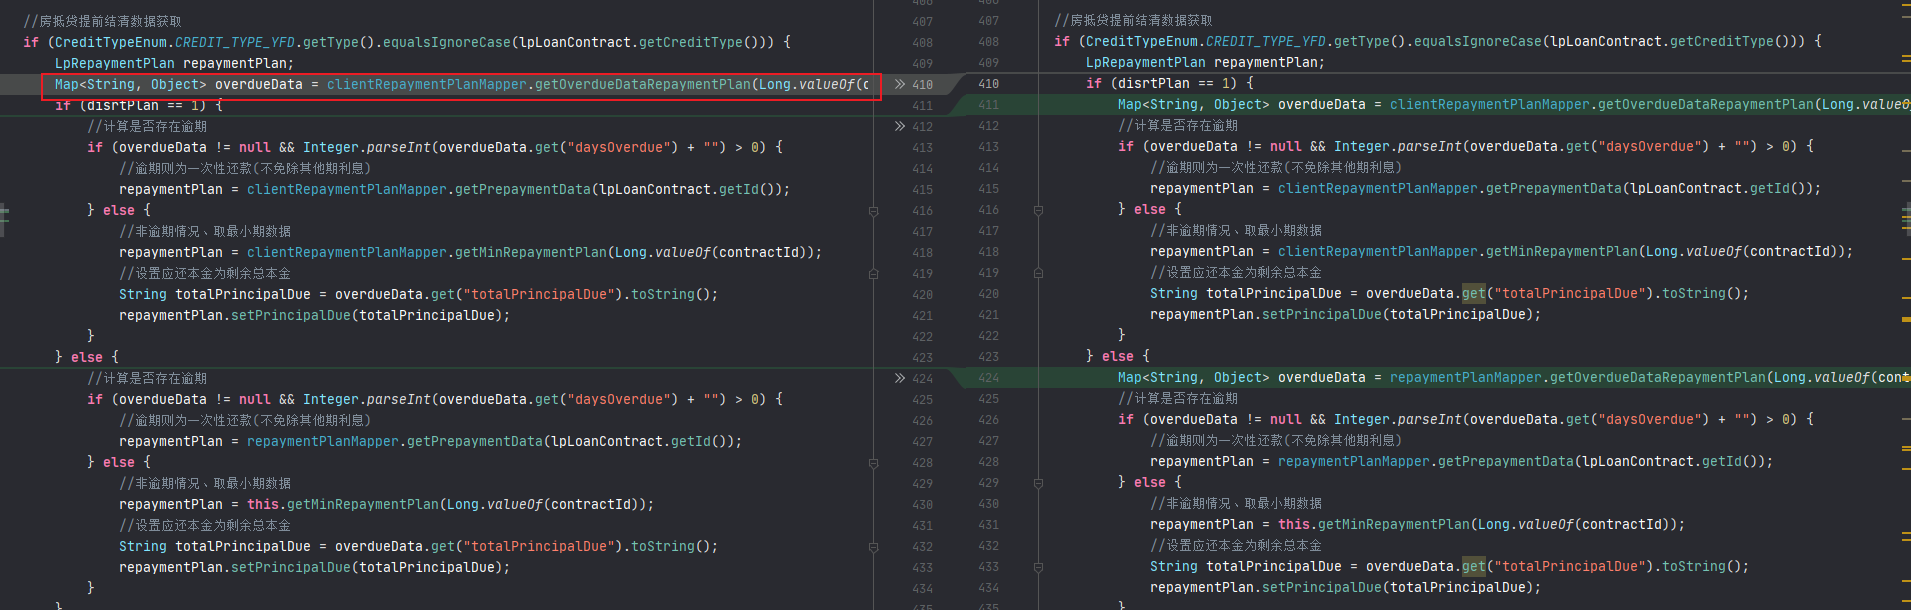 //房抵贷提前结清数据获取
if (CreditTypeEnum.CREDIT_TYPE_YFD.getType().equalsIgnoreCase(lpLoanContract.getCreditType())) {
LpRepaymentPlan repaymentPlan;
Map<String, Object> overdueData = clientRepaymentPlanMapper.getOverdueDataRepaymentPlan(Long.valueOf(c
if (disrtPlan == 1) {
//计算是否存在逾期
if (overdueData != null && Integer.parseInt(overdueData.get("daysOverdue") + "") > 0) {
//逾期则为一次性还款(不免除其他期利息)
repaymentPlan = clientRepaymentPlanMapper.getPrepaymentData(lpLoanContract.getId());
} else {
//非逾期情况、取最小期数据
repaymentPlan = clientRepaymentPlanMapper.getMinRepaymentPlan(Long.valueOf(contractId));
//设置应还本金为剩余总本金
String totalPrincipalDue = overdueData.get("totalPrincipalDue").toString();
repaymentPlan.setPrincipalDue(totalPrincipalDue);
}
} else {
//计算是否存在逾期
if (overdueData != null && Integer.parseInt(overdueData.get("daysOverdue") + "") > 0) {
//逾期则为一次性还款(不免除其他期利息)
repaymentPlan = repaymentPlanMapper.getPrepaymentData(lpLoanContract.getId());
} else {
//非逾期情况、取最小期数据
repaymentPlan = this.getMinRepaymentPlan(Long.valueOf(contractId));
//设置应还本金为剩余总本金
String totalPrincipalDue = overdueData.get("totalPrincipalDue").toString();
repaymentPlan.setPrincipalDue(totalPrincipalDue);
}
}
406 406
407 407
408 408
409 409
410 410
411 411
412 412
413 413
414 414
415 415
416 416
417 417
418 418
419 419
420 420
421 421
422 422
423 423
424 424
425 425
426 426
427 427
428 428
429 429
430 430
431 431
432 432
433 433
434 434
435 435
//房抵贷提前结清数据获取
if (CreditTypeEnum.CREDIT_TYPE_YFD.getType().equalsIgnoreCase(lpLoanContract.getCreditType())) {
LpRepaymentPlan repaymentPlan;
if (disrtPlan == 1) {
Map<String, Object> overdueData = clientRepaymentPlanMapper.getOverdueDataRepaymentPlan(Long.valueO
//计算是否存在逾期
if (overdueData != null && Integer.parseInt(overdueData.get("daysOverdue") + "") > 0) {
//逾期则为一次性还款(不免除其他期利息)
repaymentPlan = clientRepaymentPlanMapper.getPrepaymentData(lpLoanContract.getId());
} else {
//非逾期情况、取最小期数据
repaymentPlan = clientRepaymentPlanMapper.getMinRepaymentPlan(Long.valueOf(contractId));
//设置应还本金为剩余总本金
String totalPrincipalDue = overdueData.get("totalPrincipalDue").toString();
repaymentPlan.setPrincipalDue(totalPrincipalDue);
}
} else {
Map<String, Object> overdueData = repaymentPlanMapper.getOverdueDataRepaymentPlan(Long.valueOf(con
//计算是否存在逾期
if (overdueData != null && Integer.parseInt(overdueData.get("daysOverdue") + "") > 0) {
//逾期则为一次性还款(不免除其他期利息)
repaymentPlan = repaymentPlanMapper.getPrepaymentData(lpLoanContract.getId());
} else {
//非逾期情况、取最小期数据
repaymentPlan = this.getMinRepaymentPlan(Long.valueOf(contractId));
//设置应还本金为剩余总本金
String totalPrincipalDue = overdueData.get("totalPrincipalDue").toString();
repaymentPlan.setPrincipalDue(totalPrincipalDue);
}